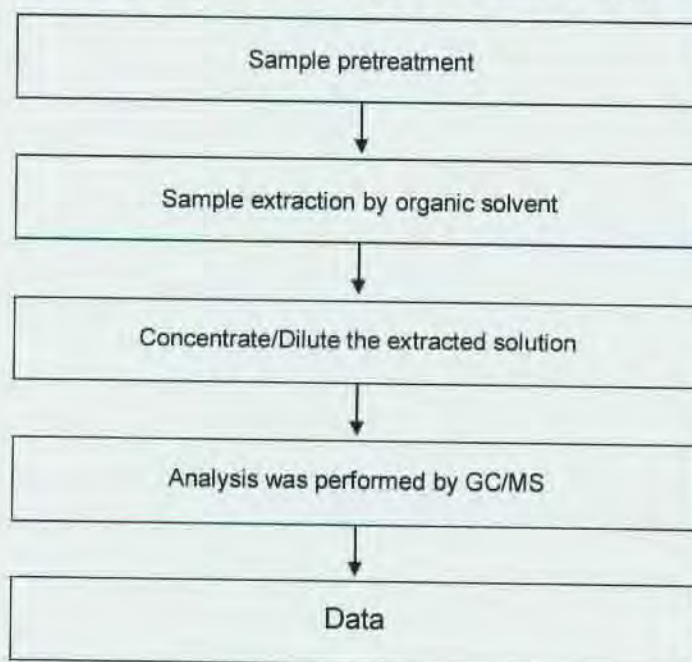 Sample pretreatment
Sample extraction by organic solvent
Concentrate/Dilute the extracted solution
Analysis was performed by GC/MS
Data